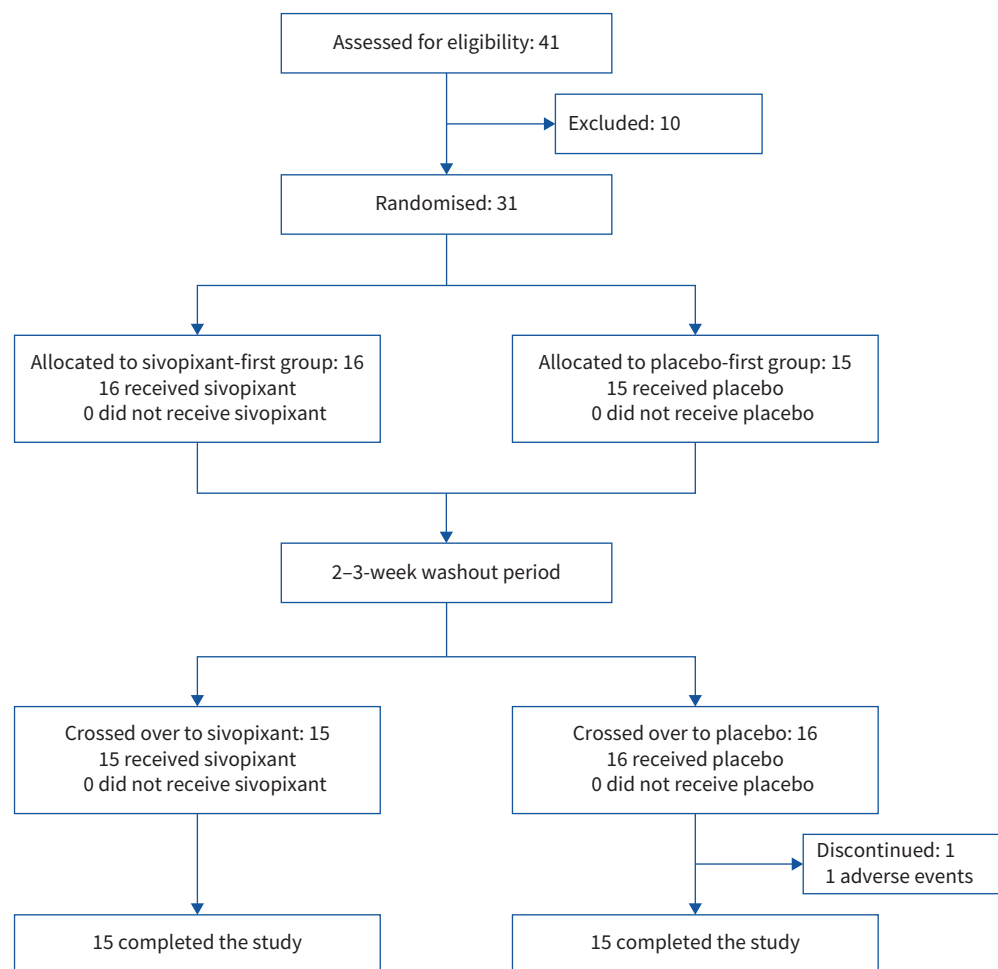 Assessed for eligibility: 41
Excluded: 10
Randomised: 31
Allocated to sivopixant-first group: 16
16 received sivopixant
0 did not receive sivopixant
Allocated to placebo-first group: 15
15 received placebo
0 did not receive placebo
2–3-week washout period
Crossed over to sivopixant: 15
15 received sivopixant
0 did not receive sivopixant
Crossed over to placebo: 16
16 received placebo
0 did not receive placebo
Discontinued: 1
1 adverse events
15 completed the study
15 completed the study